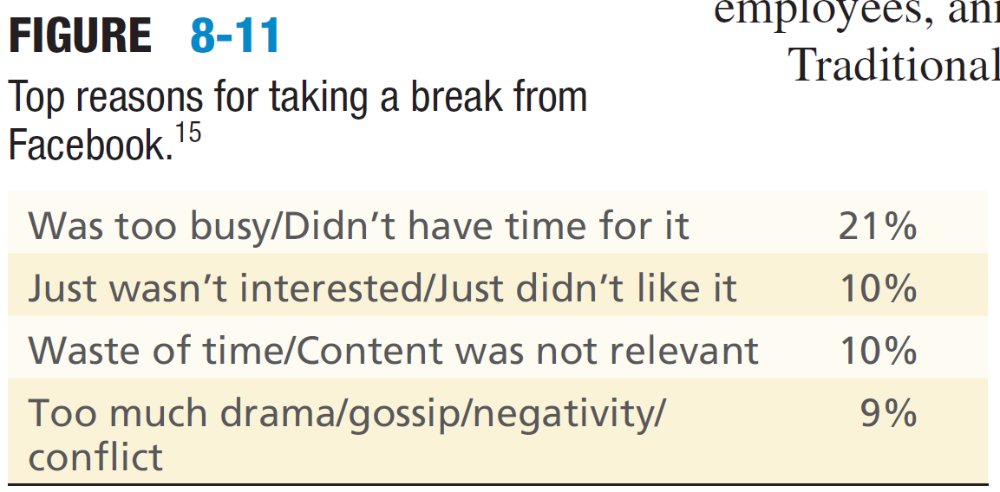 FIGURE 8-11
Top reasons for taking a break from
Facebook.15
employees, an
Traditional
Was too busy/Didn’t have time for it 21%
Just wasn’t interested/Just didn’t like it 10%
Waste of time/Content was not relevant 10%
Too much drama/gossip/negativity/ 9%
conflict